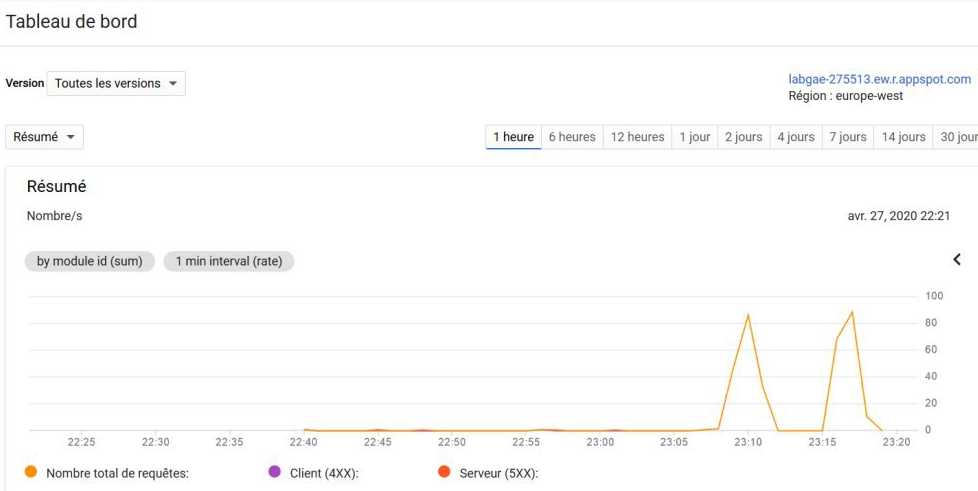 Tableau de bord
Version Toutes les versions
labgae-275513.ew.r.appspot.com
Région : europe-west
Résumé
1 heure 6 heures 12 heures 1 jour 2 jours 4 jours 7 jours 14 jours 30 jour
Résumé
Nombre/s
avr. 27, 2020 22:21
by module id (sum) 1 min interval (rate)
100
80
60
40
20
0
22:25 22:30 22:35 22:40 22:45 22:50 22:55 23:00 23:05 23:10 23:15 23:20
Nombre total de requêtes: Client (4XX): Serveur (5XX):